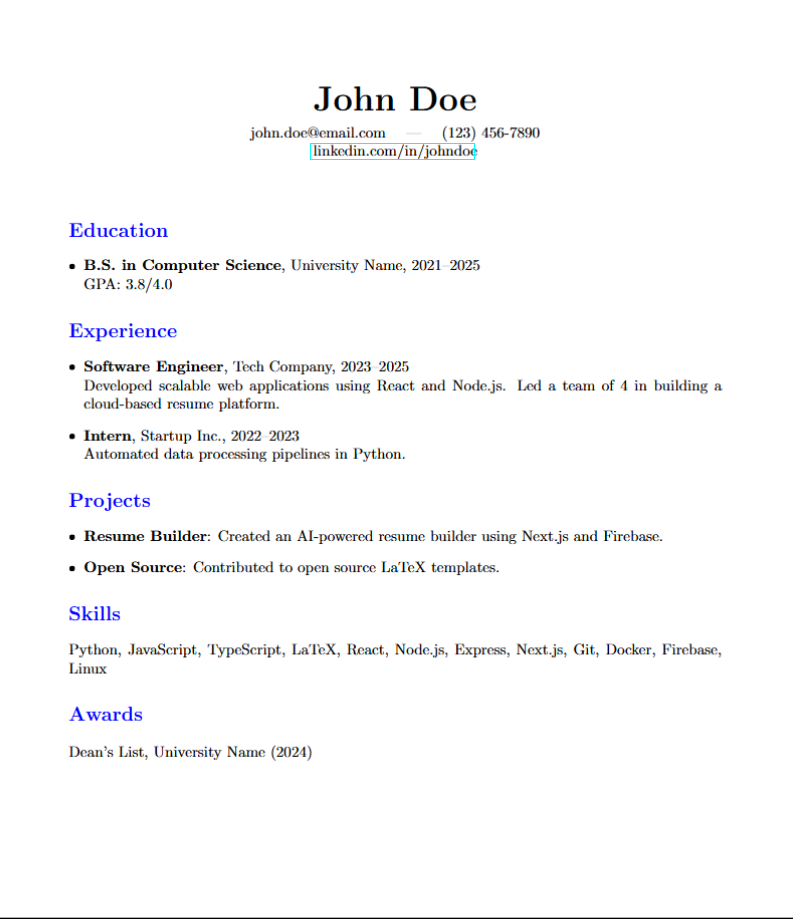 John Doe
john.doe@email.com — (123) 456-7890
linkedin.com/in/johndoe
Education
• B.S. in Computer Science, University Name, 2021–2025
GPA: 3.8/4.0
Experience
• Software Engineer, Tech Company, 2023–2025
Developed scalable web applications using React and Node.js. Led a team of 4 in building a
cloud-based resume platform.
• Intern, Startup Inc., 2022–2023
Automated data processing pipelines in Python.
Projects
• Resume Builder: Created an AI-powered resume builder using Next.js and Firebase.
• Open Source: Contributed to open source LaTeX templates.
Skills
Python, JavaScript, TypeScript, LaTeX, React, Node.js, Express, Next.js, Git, Docker, Firebase,
Linux
Awards
Dean's List, University Name (2024)